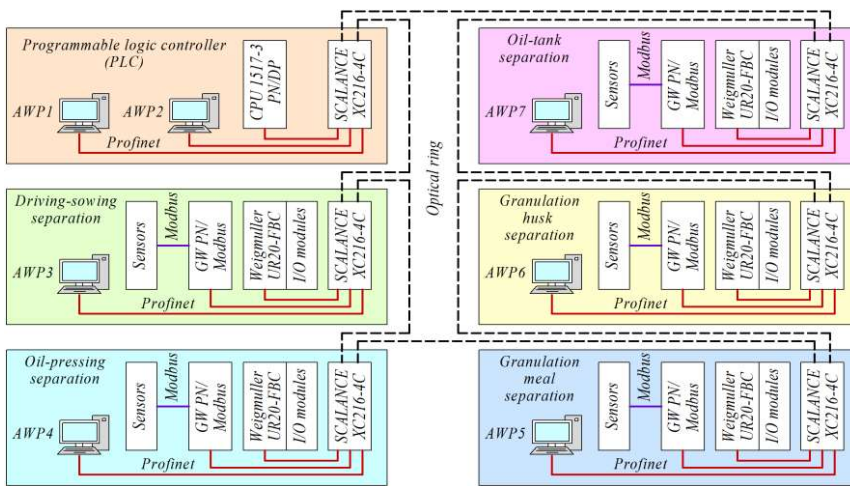 Programmable logic controller
(PLC)
AWP1
AWP2
CPU 1517-3
PN/DP
SCALANCE
XC216-4C
Profinet
Oil-tank
separation
AWP7
Sensors
Modbus
GW PN/
Modbus
Weigmuller
UR20-FBC
I/O modules
SCALANCE
XC216-4C
Profinet
Optical ring
Driving-sowing
separation
AWP3
Sensors
Modbus
GW PN/
Modbus
Weigmuller
UR20-FBC
I/O modules
SCALANCE
XC216-4C
Profinet
Granulation
husk
separation
AWP6
Sensors
Modbus
GW PN/
Modbus
Weigmuller
UR20-FBC
I/O modules
SCALANCE
XC216-4C
Profinet
Oil-pressing
separation
AWP4
Sensors
Modbus
GW PN/
Modbus
Weigmuller
UR20-FBC
I/O modules
SCALANCE
XC216-4C
Profinet
Granulation
meal
separation
AWP5
Sensors
Modbus
GW PN/
Modbus
Weigmuller
UR20-FBC
I/O modules
SCALANCE
XC216-4C
Profinet